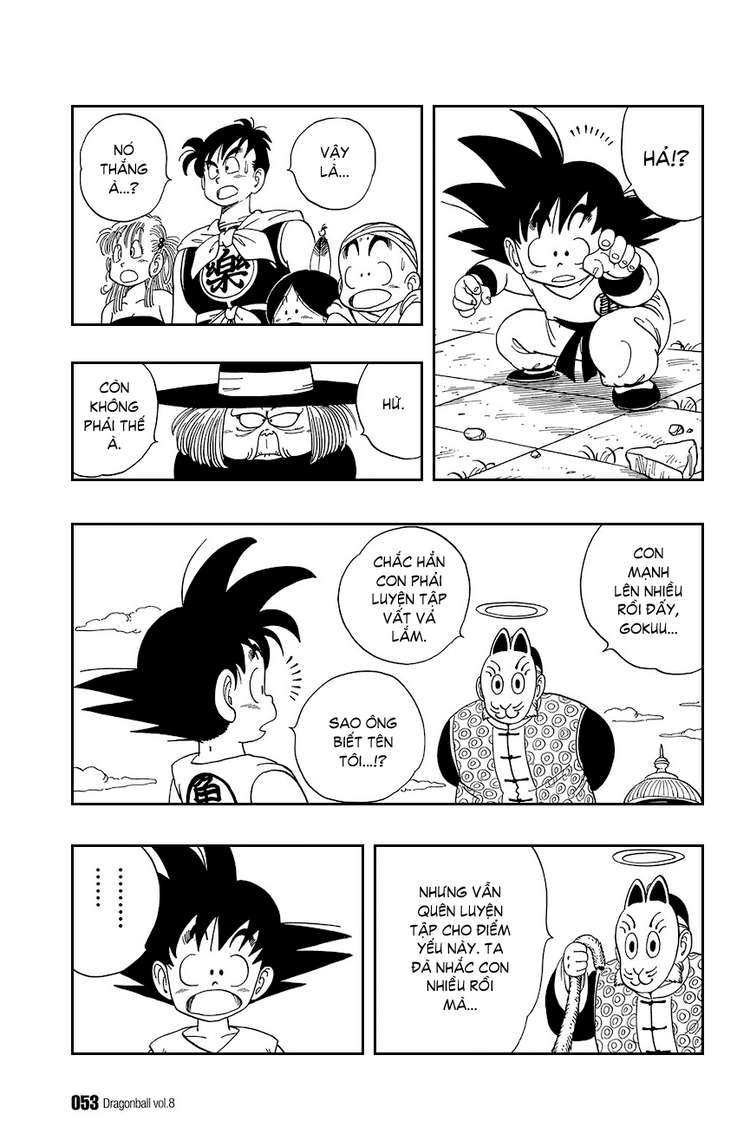 HẢ!?
VẬY
LÀ...
NÓ
THẮNG
À...?
樂
HỪ.
CÒN
KHÔNG
PHẢI THẾ
À.
CON
MẠNH
LÊN NHIỀU
RỒI ĐẤY,
GOKUU...
CHẮC HẲN
CON PHẢI
LUYỆN TẬP
VẤT VẢ
LẮM.
SAO ÔNG
BIẾT TÊN
TÔI...!?
亀
NHƯNG VẪN
QUÊN LUYỆN
TẬP CHO ĐIỂM
YẾU NÀY. TA
ĐÃ NHẮC CON
NHIỀU RỒI
MÀ...
........
053 Dragonball vol.8